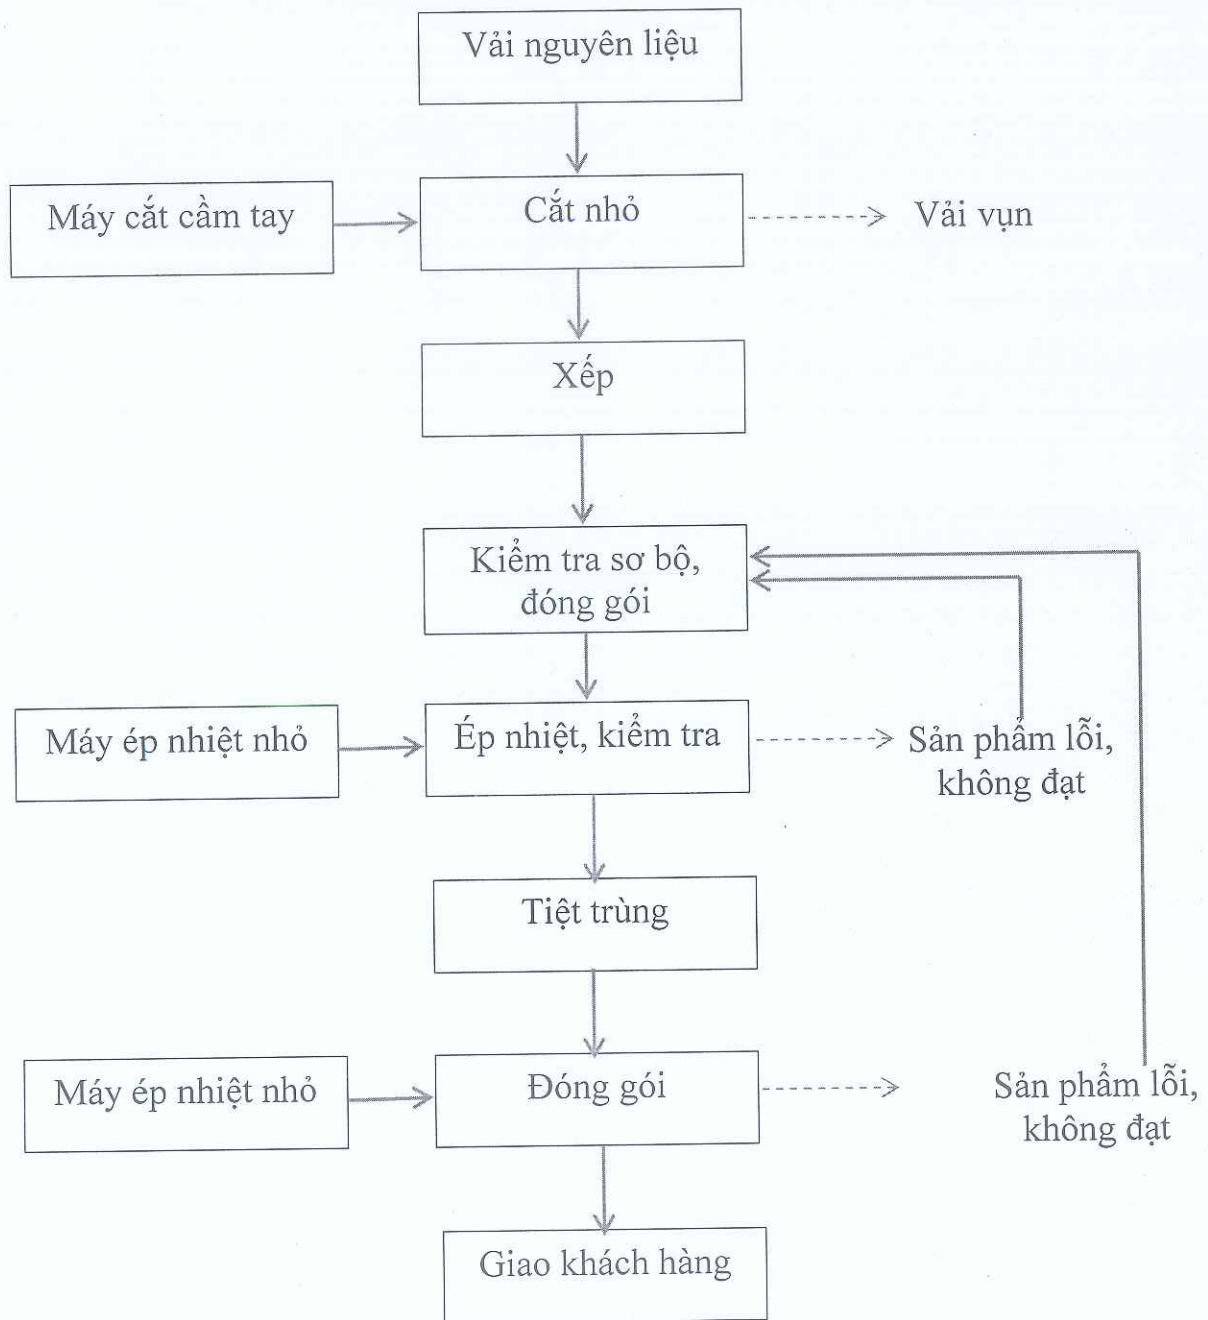 Vải nguyên liệu
Máy cắt cầm tay
Cắt nhỏ
Vải vụn
Xếp
Kiểm tra sơ bộ,
đóng gói
Máy ép nhiệt nhỏ
Ép nhiệt, kiểm tra
Sản phẩm lỗi,
không đạt
Tiệt trùng
Máy ép nhiệt nhỏ
Đóng gói
Sản phẩm lỗi,
không đạt
Giao khách hàng